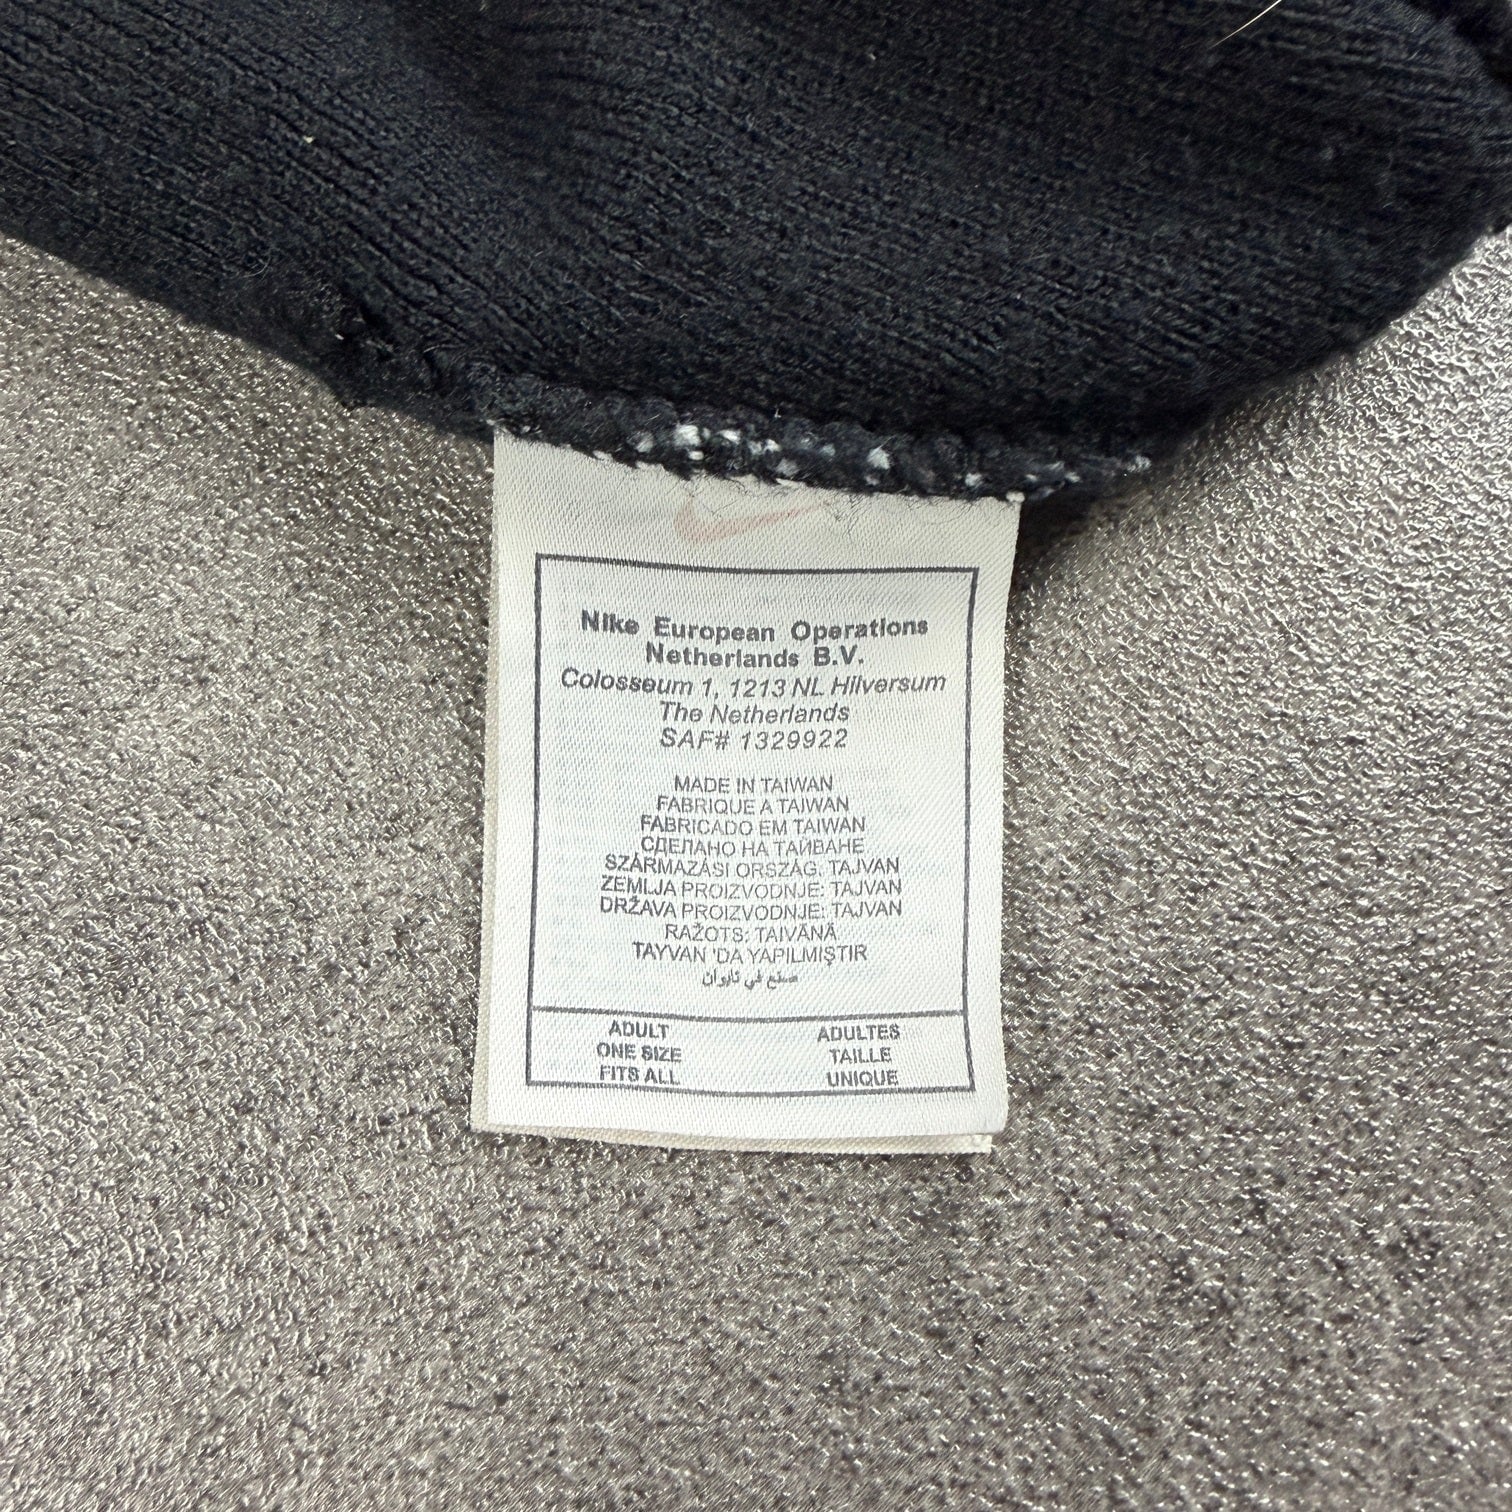 Nike European Operations
Netherlands B.V.
Colosseum 1, 1213 NL Hilversum
The Netherlands
SAF# 1329922
MADE IN TAIWAN
FABRIQUE A TAIWAN
FABRICADO EM TAIWAN
СДЕЛАНО НА ТАЙВАНЕ
SZÁRMAZÁSI ORSZÁG: TAJVAN
ZEMLJA PROIZVODNJE: TAJVAN
DRŽAVA PROIZVODNJE: TAJVAN
RAŽOTS: TAIVĀNĀ
TAYVAN 'DA YAPILMIŞTIR
صنع في تايوان
ADULT
ONE SIZE
FITS ALL
ADULTES
TAILLE
UNIQUE